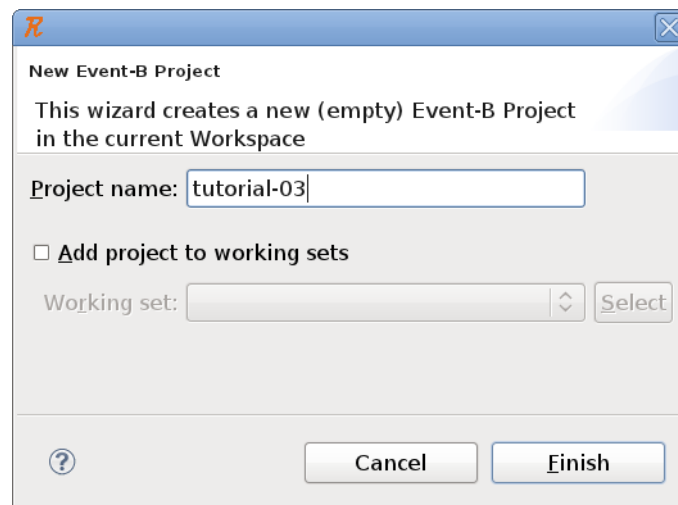 New Event-B Project
This wizard creates a new (empty) Event-B Project
in the current Workspace
Project name: tutorial-03
Add project to working sets
Working set:
Select
Cancel
Finish